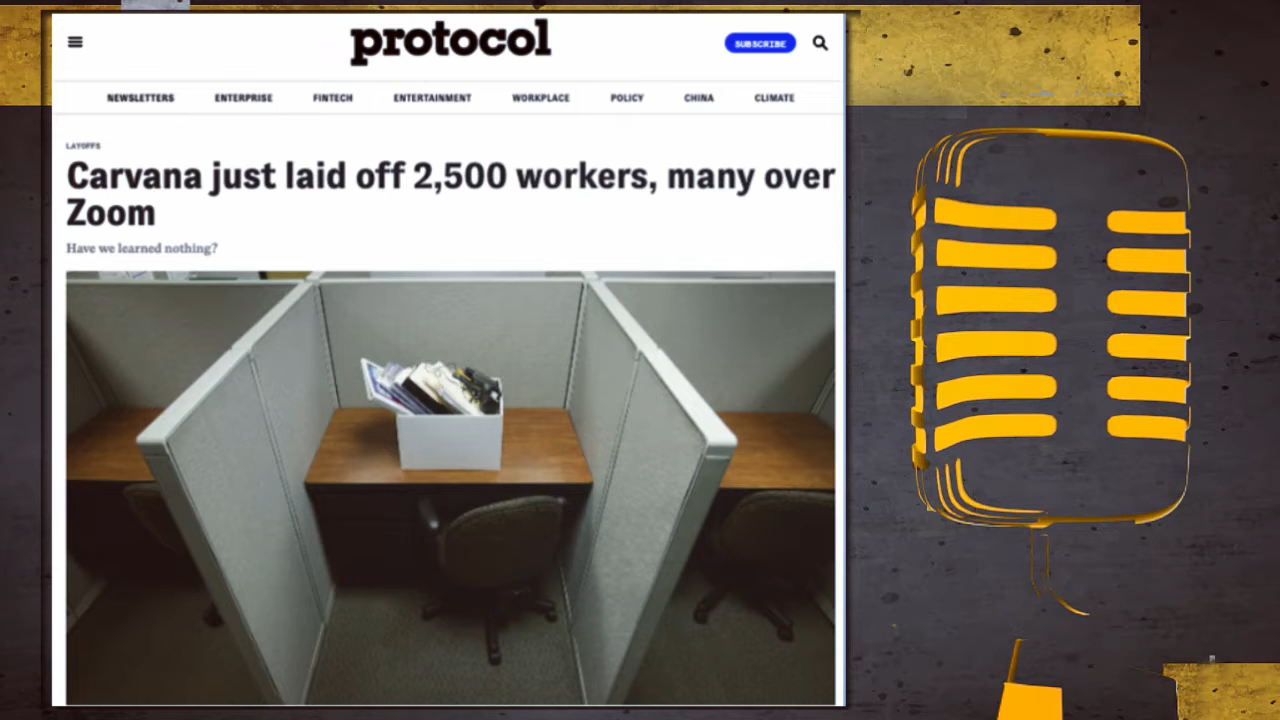 protocol
SUBSCRIBE
NEWSLETTERS ENTERPRISE FINTECH ENTERTAINMENT WORKPLACE POLICY CHINA CLIMATE
LAYOFFS
Carvana just laid off 2,500 workers, many over
Zoom
Have we learned nothing?